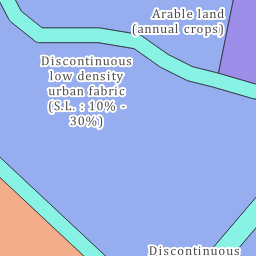 Arable land
(annual crops)
Discontinuous
low density
urban fabric
(S.L. : 10% -
30%)
Discontinuous